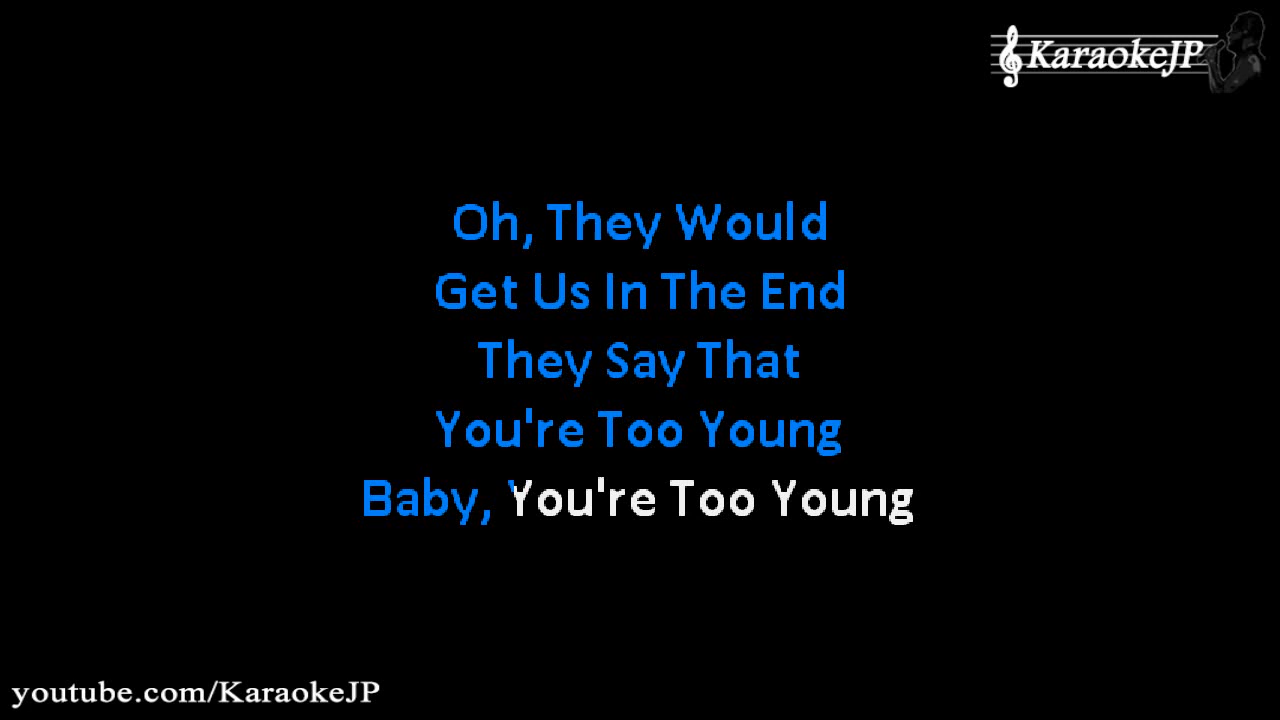 KaraokeJP
Oh, They Would
Get Us In The End
They Say That
You're Too Young
Baby, You're Too Young
youtube.com/KaraokeJP